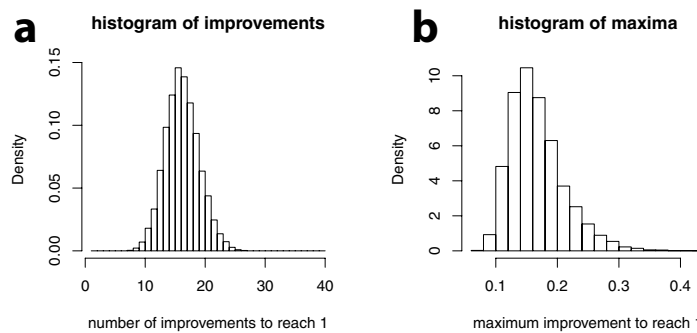 a
histogram of improvements
Density
0.00
0.05
0.10
0.15
0
10
20
30
40
number of improvements to reach 1
b
histogram of maxima
Density
0
2
4
6
8
10
0.1
0.2
0.3
0.4
maximum improvement to reach 1